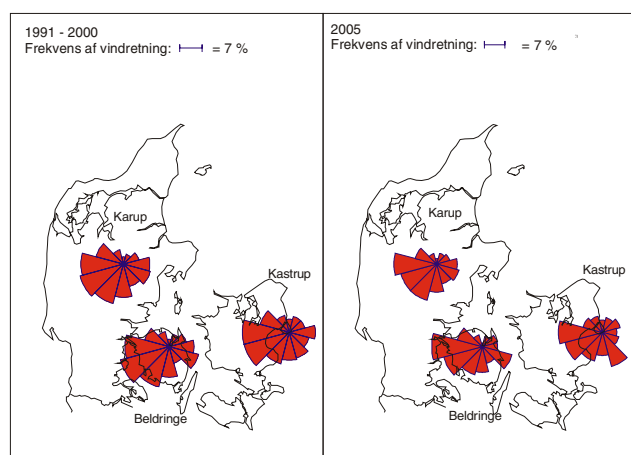 1991 - 2000
Frekvens af vindretning: = 7 %
Karup
Kastrup
Beldringe
2005
Frekvens af vindretning: = 7 %
Karup
Kastrup
Beldringe